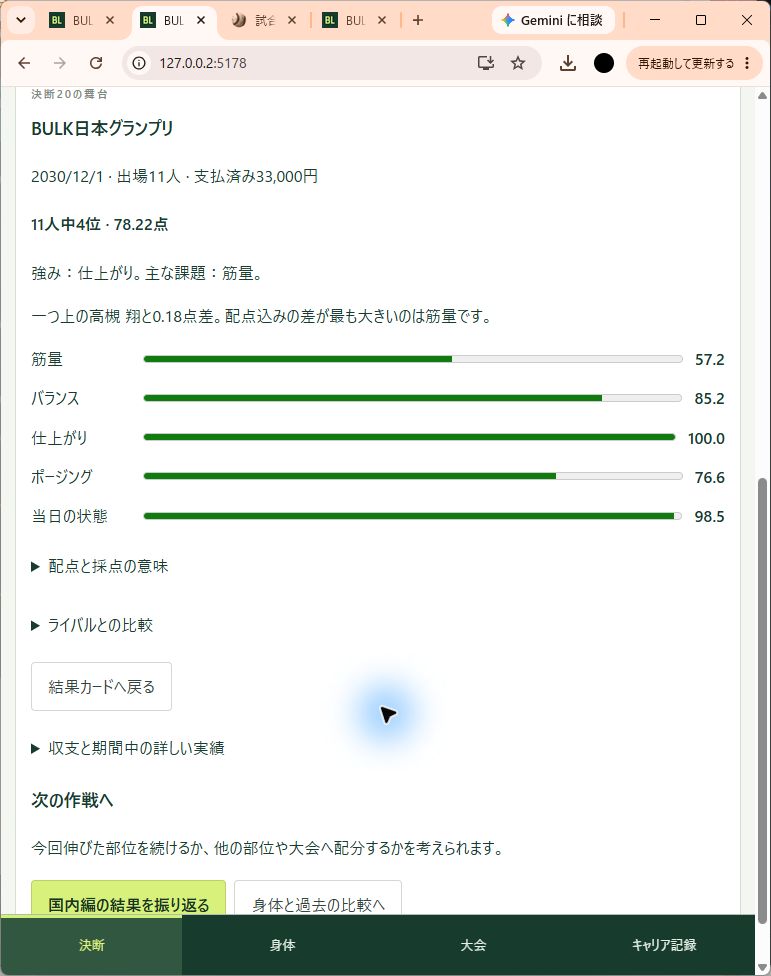 BL BUL
BL BUL
試合
BL BUL
Gemini に相談
127.0.0.2:5178
再起動して更新する
決断20の舞台
BULK日本グランプリ
2030/12/1 · 出場11人 · 支払済み33,000円
11人中4位 · 78.22点
強み：仕上がり。主な課題：筋量。
一つ上の高槻 翔と0.18点差。配点込みの差が最も大きいのは筋量です。
筋量 57.2
バランス 85.2
仕上がり 100.0
ポージング 76.6
当日の状態 98.5
▶ 配点と採点の意味
▶ ライバルとの比較
結果カードへ戻る
▶ 収支と期間中の詳しい実績
次の作戦へ
今回伸びた部位を続けるか、他の部位や大会へ配分するかを考えられます。
国内編の結果を振り返る 身体と過去の比較へ
決断 身体 大会 キャリア記録